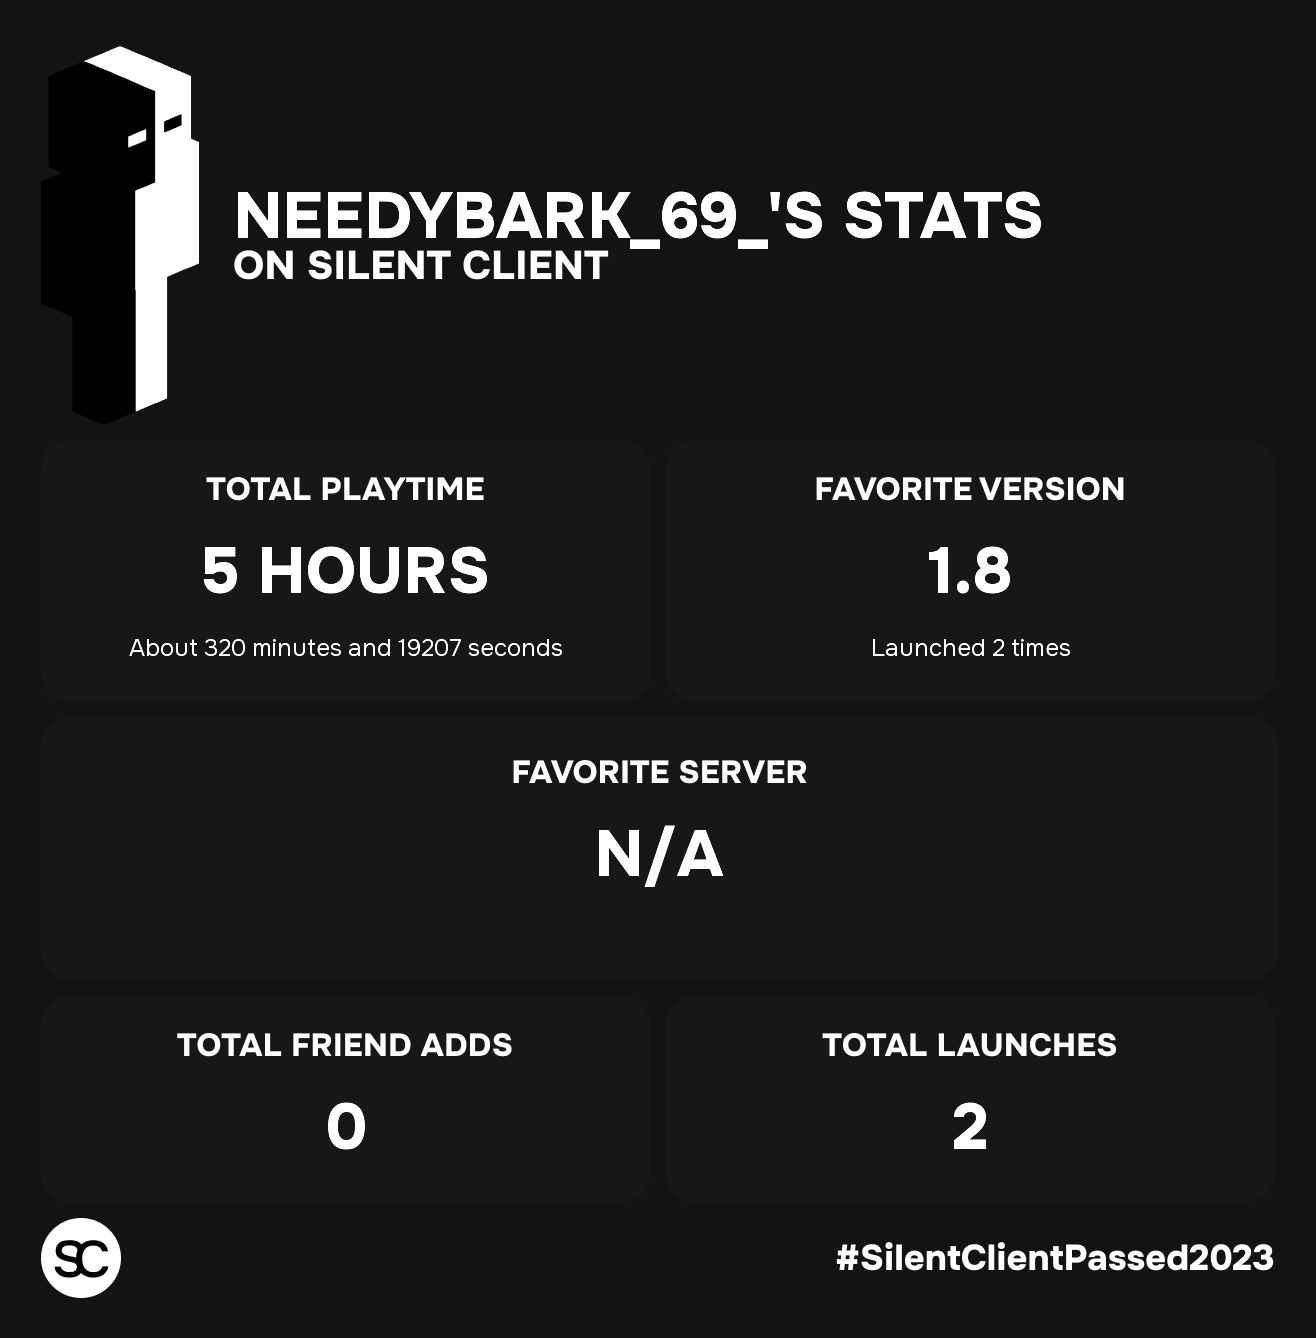 NEEDYBARK_69_'S STATS
ON SILENT CLIENT
TOTAL PLAYTIME
5 HOURS
About 320 minutes and 19207 seconds
FAVORITE VERSION
1.8
Launched 2 times
FAVORITE SERVER
N/A
TOTAL FRIEND ADDS
0
TOTAL LAUNCHES
2
SC
#SilentClientPassed2023